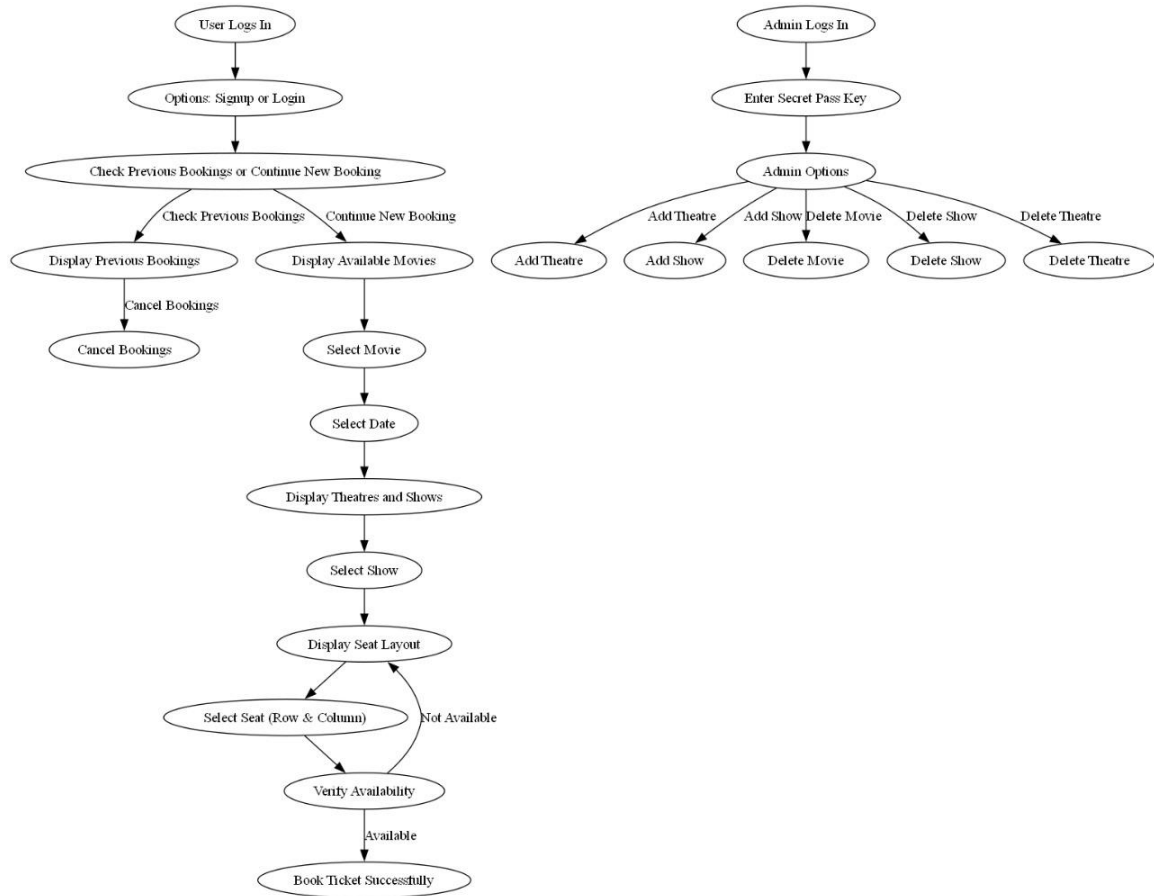 User Logs In
Admin Logs In
Options: Signup or Login
Enter Secret Pass Key
Check Previous Bookings or Continue New Booking
Admin Options
Check Previous Bookings
Continue New Booking
Add Theatre
Add Show
Delete Movie
Delete Show
Delete Theatre
Display Previous Bookings
Display Available Movies
Add Theatre
Add Show
Delete Movie
Delete Show
Delete Theatre
Cancel Bookings
Cancel Bookings
Select Movie
Select Date
Display Theatres and Shows
Select Show
Display Seat Layout
Select Seat (Row & Column)
Not Available
Verify Availability
Available
Book Ticket Successfully